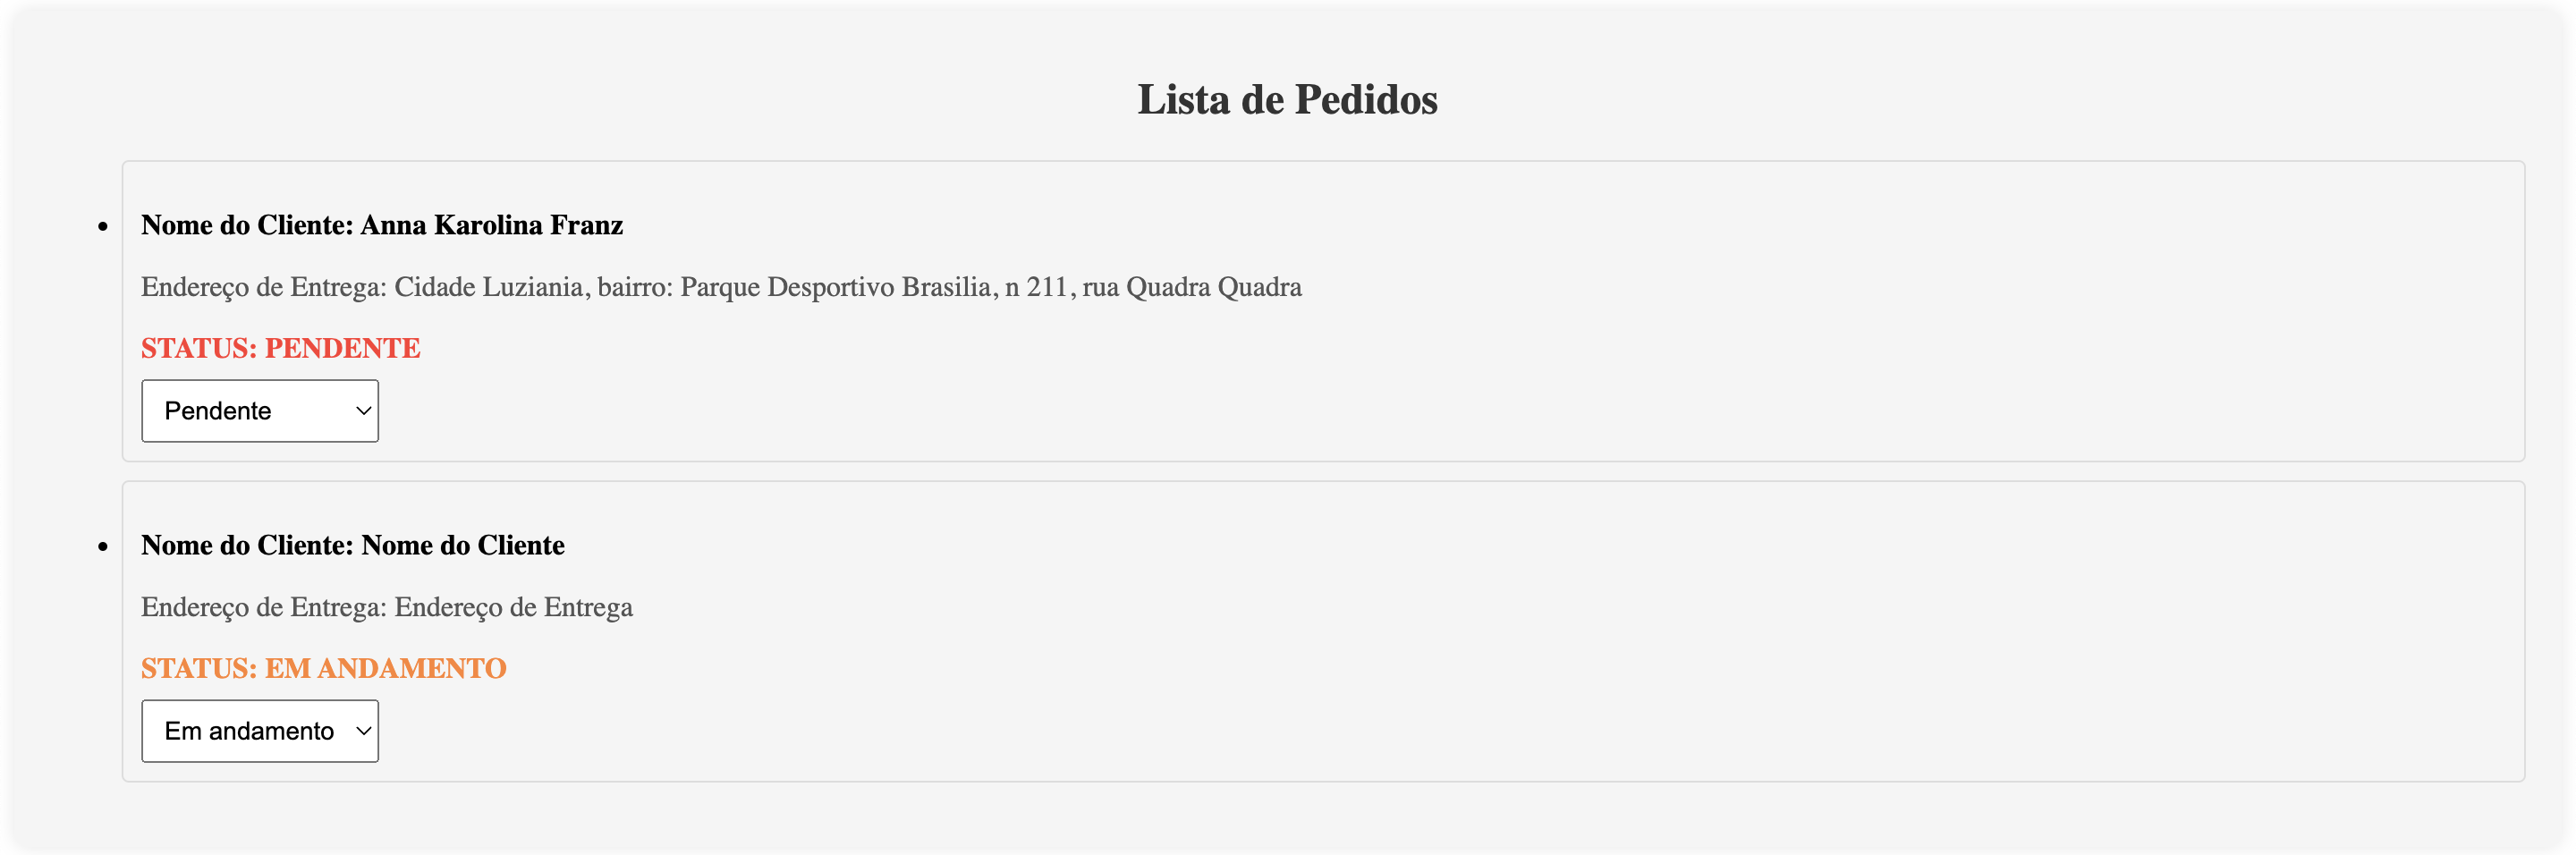 Lista de Pedidos
Nome do Cliente: Anna Karolina Franz
Endereço de Entrega: Cidade Luziania, bairro: Parque Desportivo Brasilia, n 211, rua Quadra Quadra
STATUS: PENDENTE
Pendente
Nome do Cliente: Nome do Cliente
Endereço de Entrega: Endereço de Entrega
STATUS: EM ANDAMENTO
Em andamento